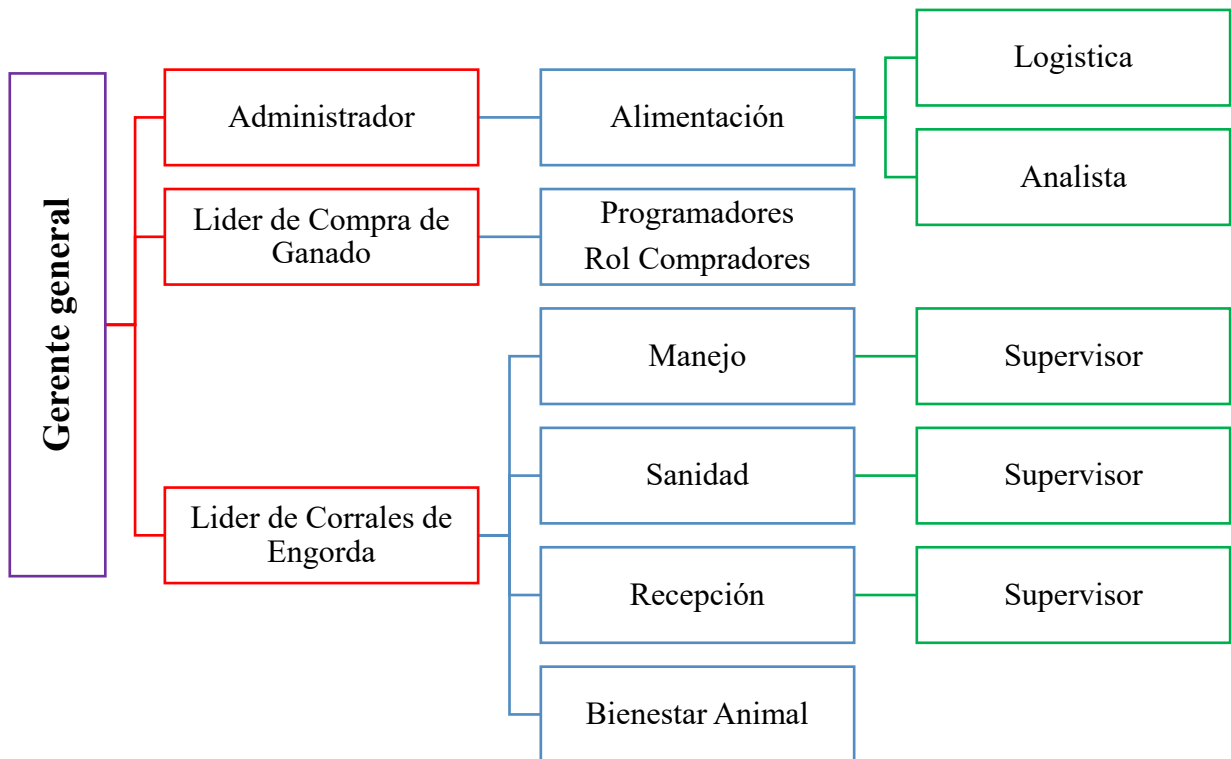 Gerente general
Administrador
Alimentación
Logistica
Analista
Lider de Compra de
Ganado
Programadores
Rol Compradores
Lider de Corrales de
Engorda
Manejo
Supervisor
Sanidad
Supervisor
Recepción
Supervisor
Bienestar Animal